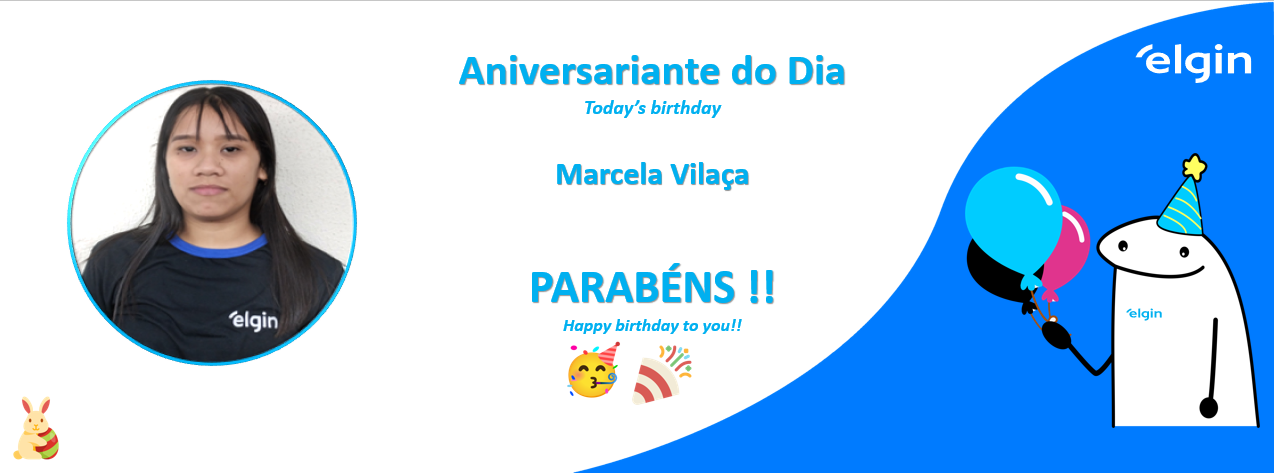 elgin
Aniversariante do Dia
Today's birthday
Marcela Vilaça
PARABÉNS !!
Happy birthday to you!!
elgin
elgin